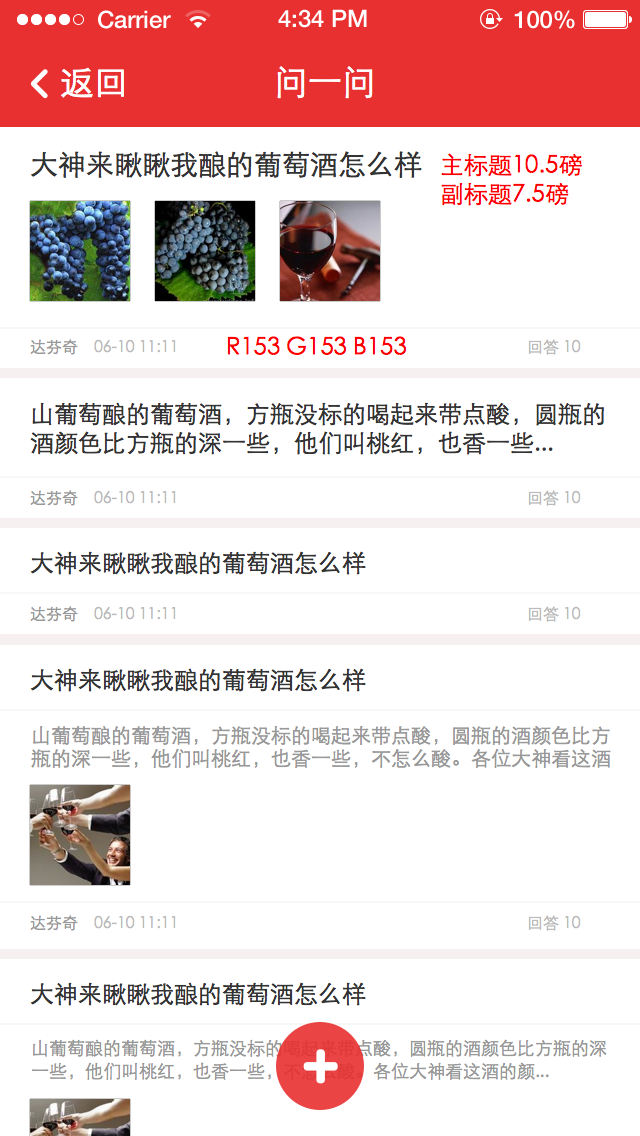 Carrier 4:34 PM 100%
返回 问一问
大神来瞅瞅我酿的葡萄酒怎么样
主标题10.5磅
副标题7.5磅
达芬奇 06-10 11:11 R153 G153 B153 回答 10
山葡萄酿的葡萄酒，方瓶没标的喝起来带点酸，圆瓶的
酒颜色比方瓶的深一些，他们叫桃红，也香一些...
达芬奇 06-10 11:11 回答 10
大神来瞅瞅我酿的葡萄酒怎么样
达芬奇 06-10 11:11 回答 10
大神来瞅瞅我酿的葡萄酒怎么样
山葡萄酿的葡萄酒，方瓶没标的喝起来带点酸，圆瓶的酒颜色比方
瓶的深一些，他们叫桃红，也香一些，不怎么酸。各位大神看这酒
达芬奇 06-10 11:11 回答 10
大神来瞅瞅我酿的葡萄酒怎么样
山葡萄酿的葡萄酒，方瓶没标的喝起来带点酸，圆瓶的酒颜色比方瓶的深
一些，他们叫桃红，也香一些，不怎么酸。各位大神看这酒的颜...